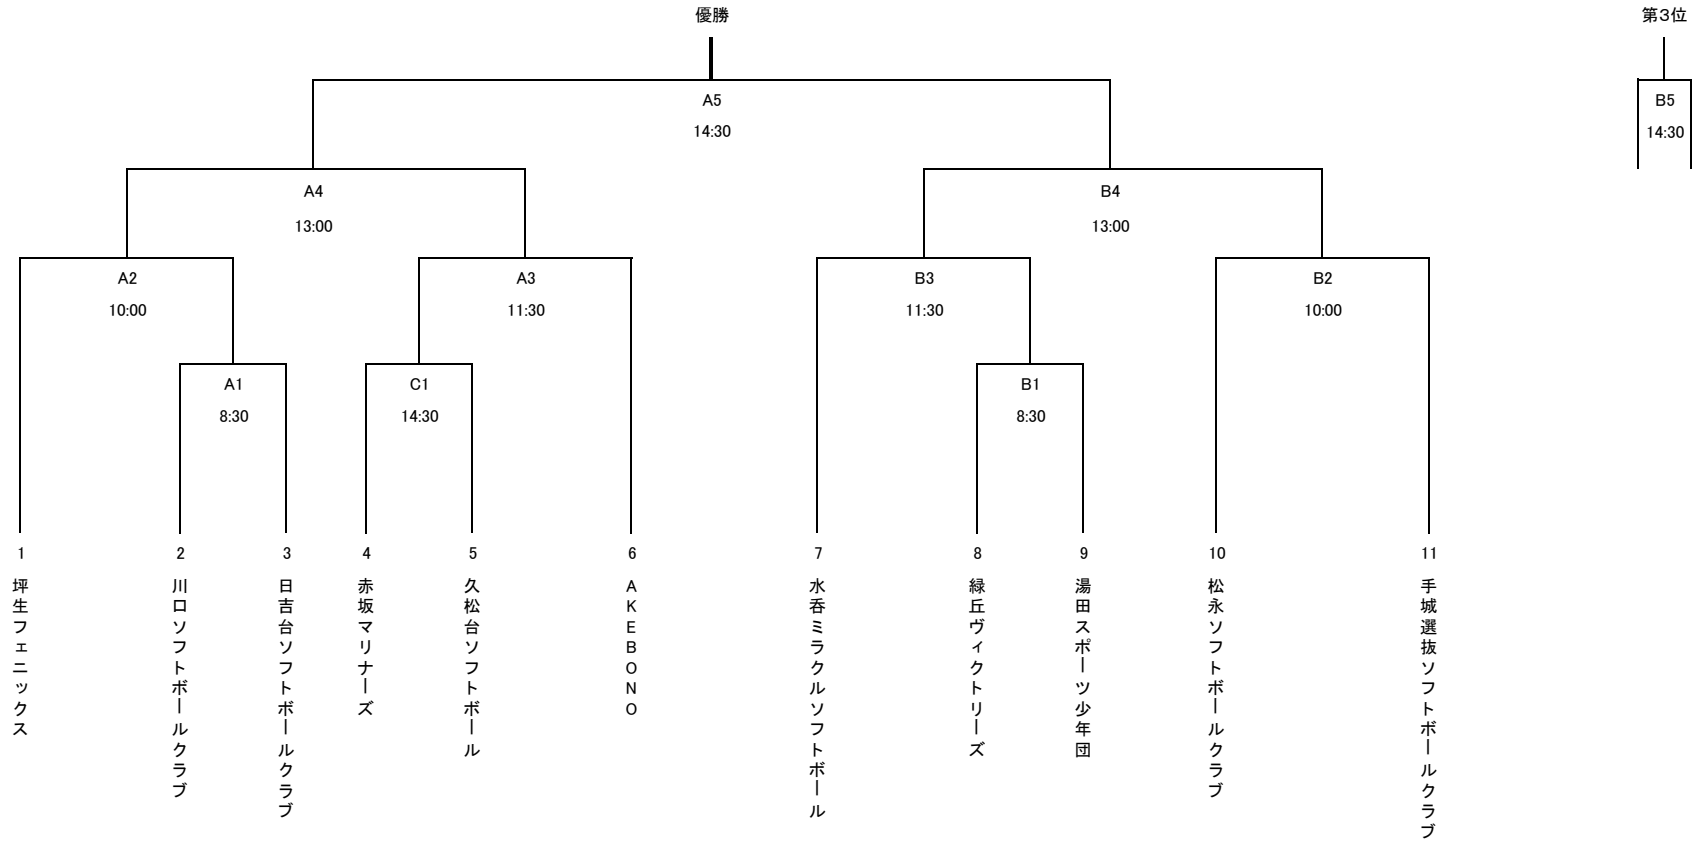 優勝
第3位
A5
14:30
B5
14:30
A4
13:00
B4
13:00
A2
10:00
A3
11:30
B3
11:30
B2
10:00
A1
8:30
C1
14:30
B1
8:30
1
坪生フェニックス
2
川口ソフトボールクラブ
3
日吉台ソフトボールクラブ
4
赤坂マリナーズ
5
久松台ソフトボール
6
AKEBONO
7
水呑ミラクルソフトボール
8
緑丘ヴィクトリーズ
9
湯田スポーツ少年団
10
松永ソフトボールクラブ
11
手城選抜ソフトボールクラブ